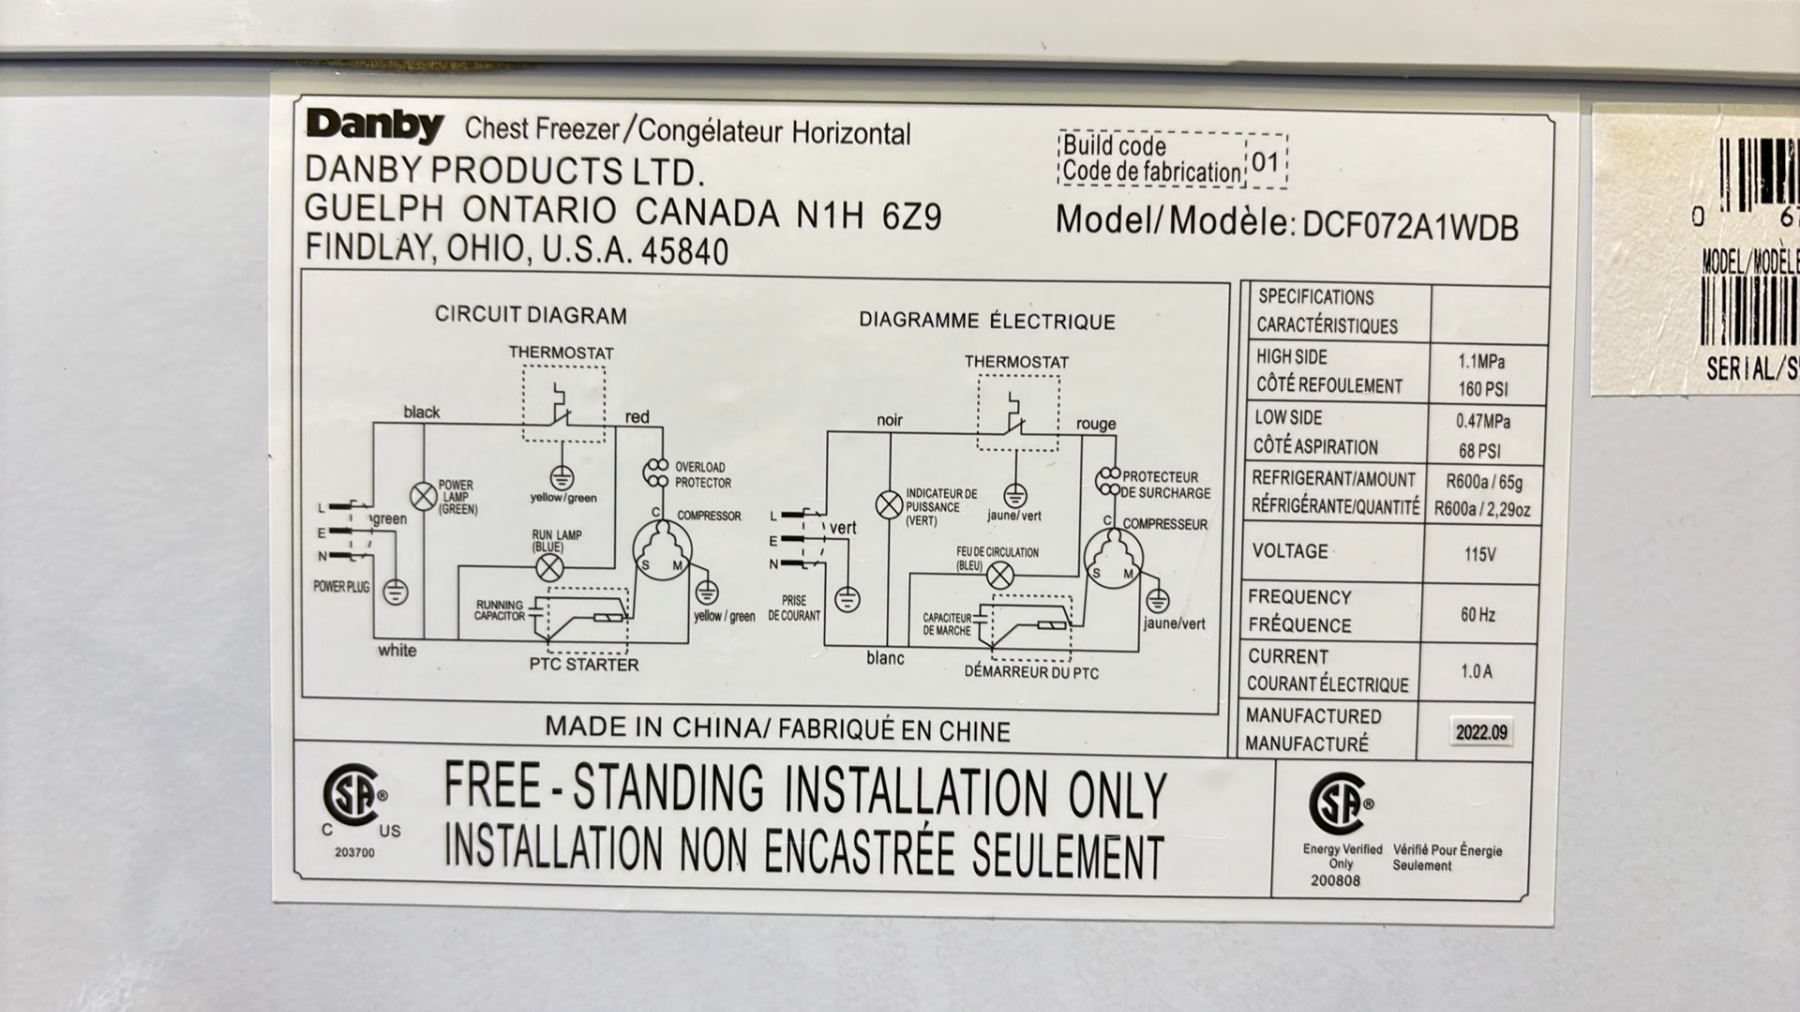 Danby Chest Freezer/Congélateur Horizontal
DANBY PRODUCTS LTD.
GUELPH ONTARIO CANADA N1H 6Z9
FINDLAY, OHIO, U.S.A. 45840
Build code
Code de fabrication
01
Model/Modèle: DCF072A1WDB
CIRCUIT DIAGRAM
THERMOSTAT
black
red
OVERLOAD
PROTECTOR
POWER
LAMP
(GREEN)
yellow/green
L
green
E
N
POWER PLUG
RUN LAMP
(BLUE)
C
COMPRESSOR
S
M
RUNNING
CAPACITOR
yellow/green
white
PTC STARTER
DIAGRAMME ÉLECTRIQUE
THERMOSTAT
noir
rouge
PROTECTEUR
DE SURCHARGE
INDICATEUR DE
PUISSANCE
(VERT)
jaune/vert
L
vert
E
N
PRISE
DE COURANT
FEU DE CIRCULATION
(BLEU)
C
COMPRESSEUR
S
M
CAPACITEUR
DE MARCHE
jaune/vert
blanc
DÉMARREUR DU PTC
SPECIFICATIONS
CARACTÉRISTIQUES
HIGH SIDE 1.1MPa
CÔTÉ REFOULEMENT 160 PSI
LOW SIDE 0.47MPa
CÔTÉ ASPIRATION 68 PSI
REFRIGERANT/AMOUNT R600a/65g
RÉFRIGÉRANTE/QUANTITÉ R600a/2,29oz
VOLTAGE 115V
FREQUENCY
FRÉQUENCE
60 Hz
CURRENT
COURANT ÉLECTRIQUE
1.0 A
MANUFACTURED
MANUFACTURÉ
2022.09
MADE IN CHINA/ FABRIQUÉ EN CHINE
SA®
C US
203700
FREE-STANDING INSTALLATION ONLY
INSTALLATION NON ENCASTRÉE SEULEMENT
SA®
Energy Verified Vérifié Pour Énergie
Only Seulement
200808
0 6
MODEL/MODÈLE
SERIAL/S